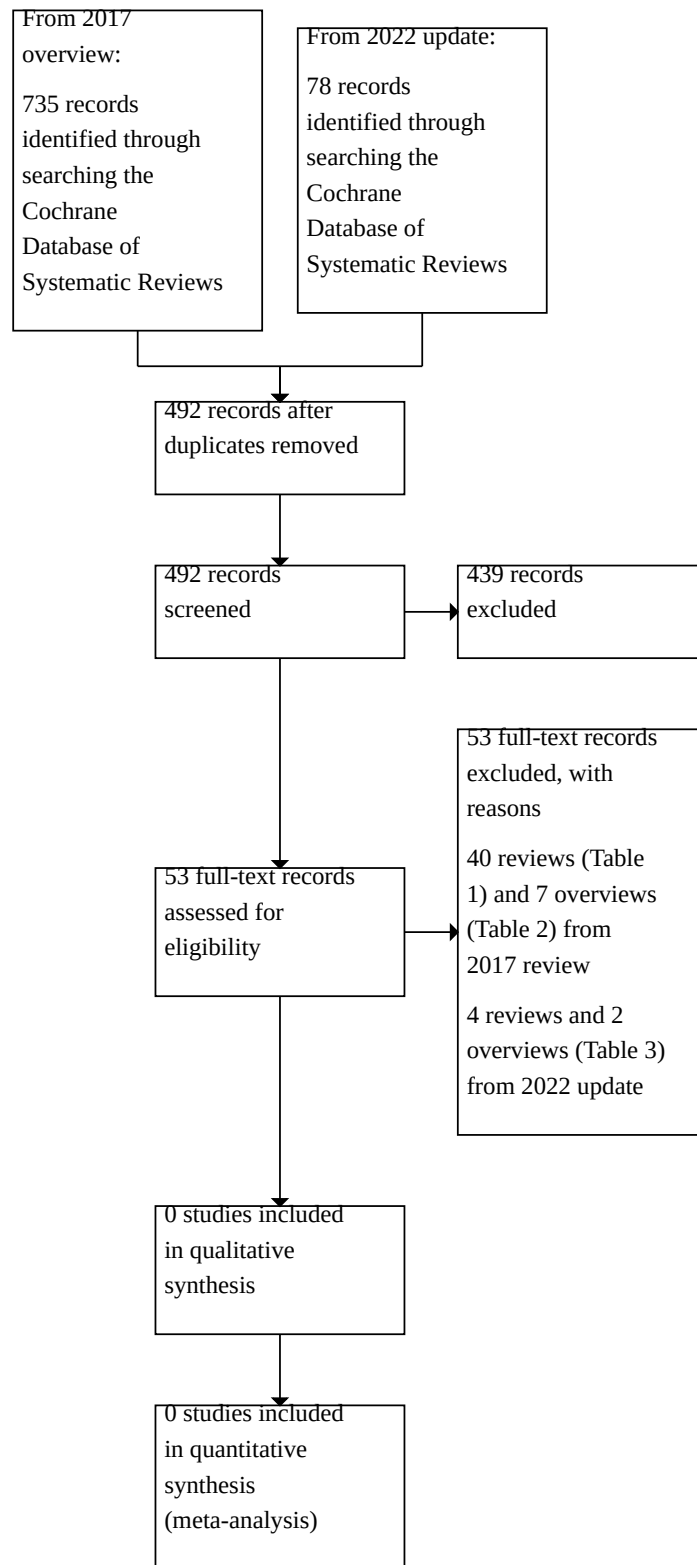 From 2017
overview:
735 records
identified through
searching the
Cochrane
Database of
Systematic Reviews
From 2022 update:
78 records
identified through
searching the
Cochrane
Database of
Systematic Reviews
492 records after
duplicates removed
492 records
screened
439 records
excluded
53 full-text records
assessed for
eligibility
53 full-text records
excluded, with
reasons
40 reviews (Table
1) and 7 overviews
(Table 2) from
2017 review
4 reviews and 2
overviews (Table 3)
from 2022 update
0 studies included
in qualitative
synthesis
0 studies included
in quantitative
synthesis
(meta-analysis)